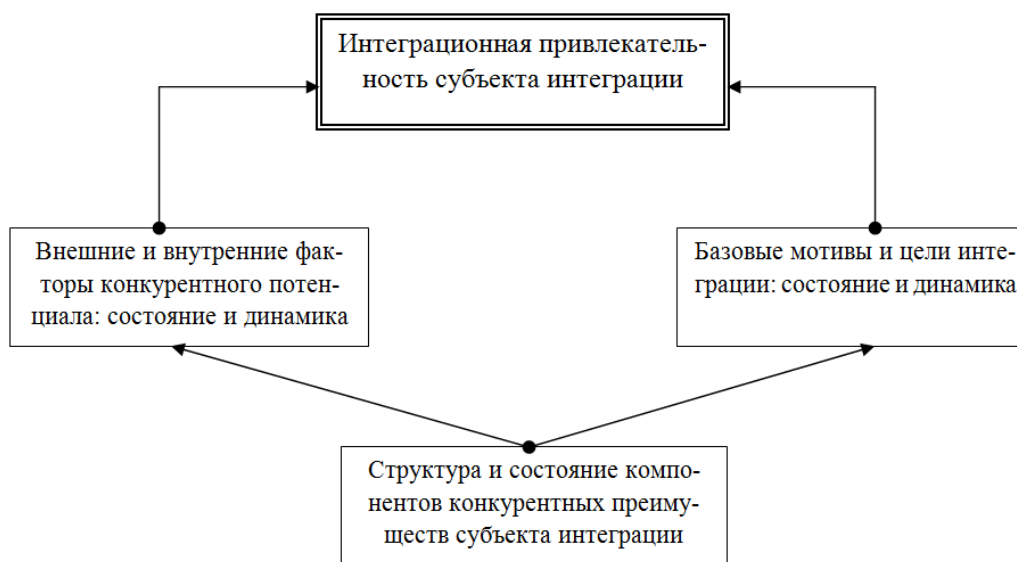 Интеграционная привлекатель-
ность субъекта интеграции
Внешние и внутренние фак-
торы конкурентного потен-
циала: состояние и динамика
Базовые мотивы и цели инте-
грации: состояние и динамика
Структура и состояние компо-
нентов конкурентных преиму-
ществ субъекта интеграции